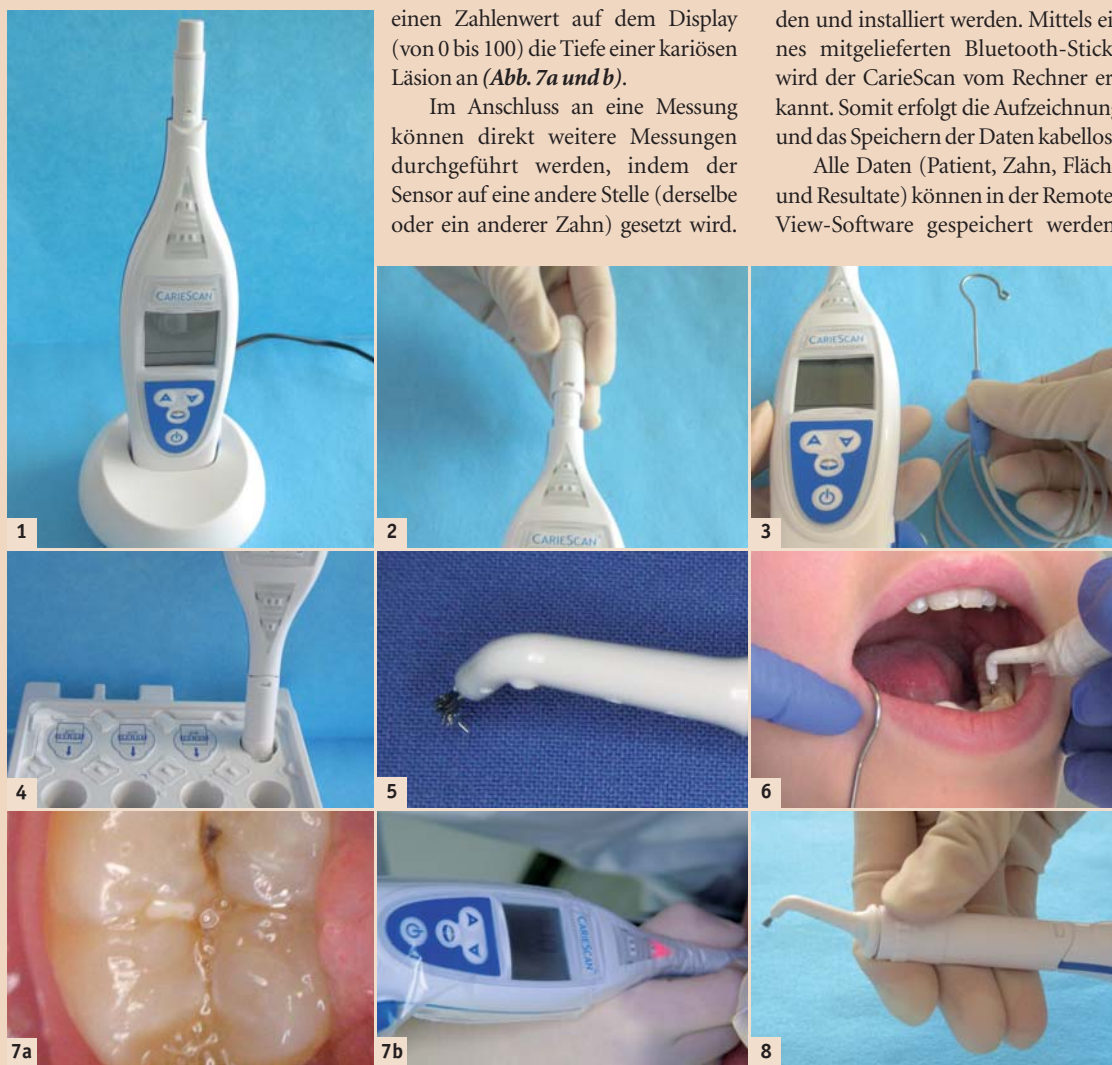 einen Zahlenwert auf dem Display
(von 0 bis 100) die Tiefe einer kariösen
Läsion an (Abb. 7a und b).
Im Anschluss an eine Messung
können direkt weitere Messungen
durchgeführt werden, indem der
Sensor auf eine andere Stelle (derselbe
oder ein anderer Zahn) gesetzt wird.
den und installiert werden. Mittels ei
nes mitgelieferten Bluetooth-Stick
wird der CarieScan vom Rechner er
kannt. Somit erfolgt die Aufzeichnung
und das Speichern der Daten kabellos
Alle Daten (Patient, Zahn, Fläch
und Resultate) können in der Remote
View-Software gespeichert werden
CARIESCAN
1
CARIESCAN
2
CARIESCAN
3
4
5
6
7a
CARIESCAN
7b
8